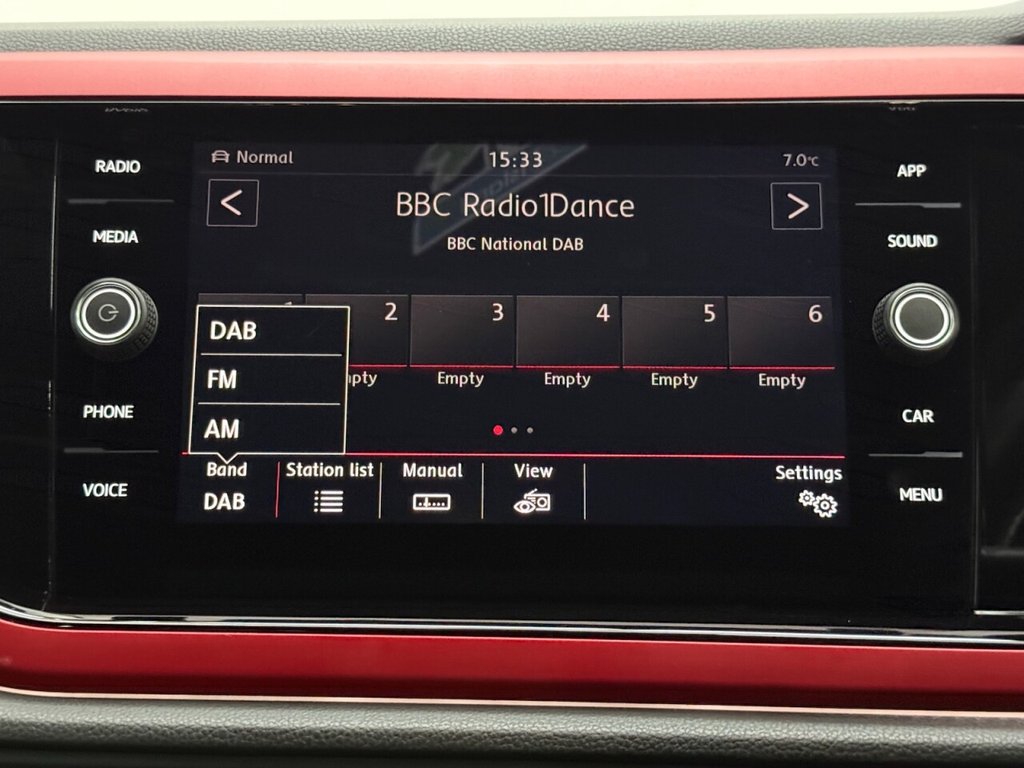 RADIO
MEDIA
PHONE
VOICE
Normal
15:33
7.0°C
BBC Radio1Dance
BBC National DAB
2
3
4
5
6
Empty
Empty
Empty
Empty
DAB
FM
AM
Band
DAB
Station list
Manual
View
Settings
APP
SOUND
CAR
MENU